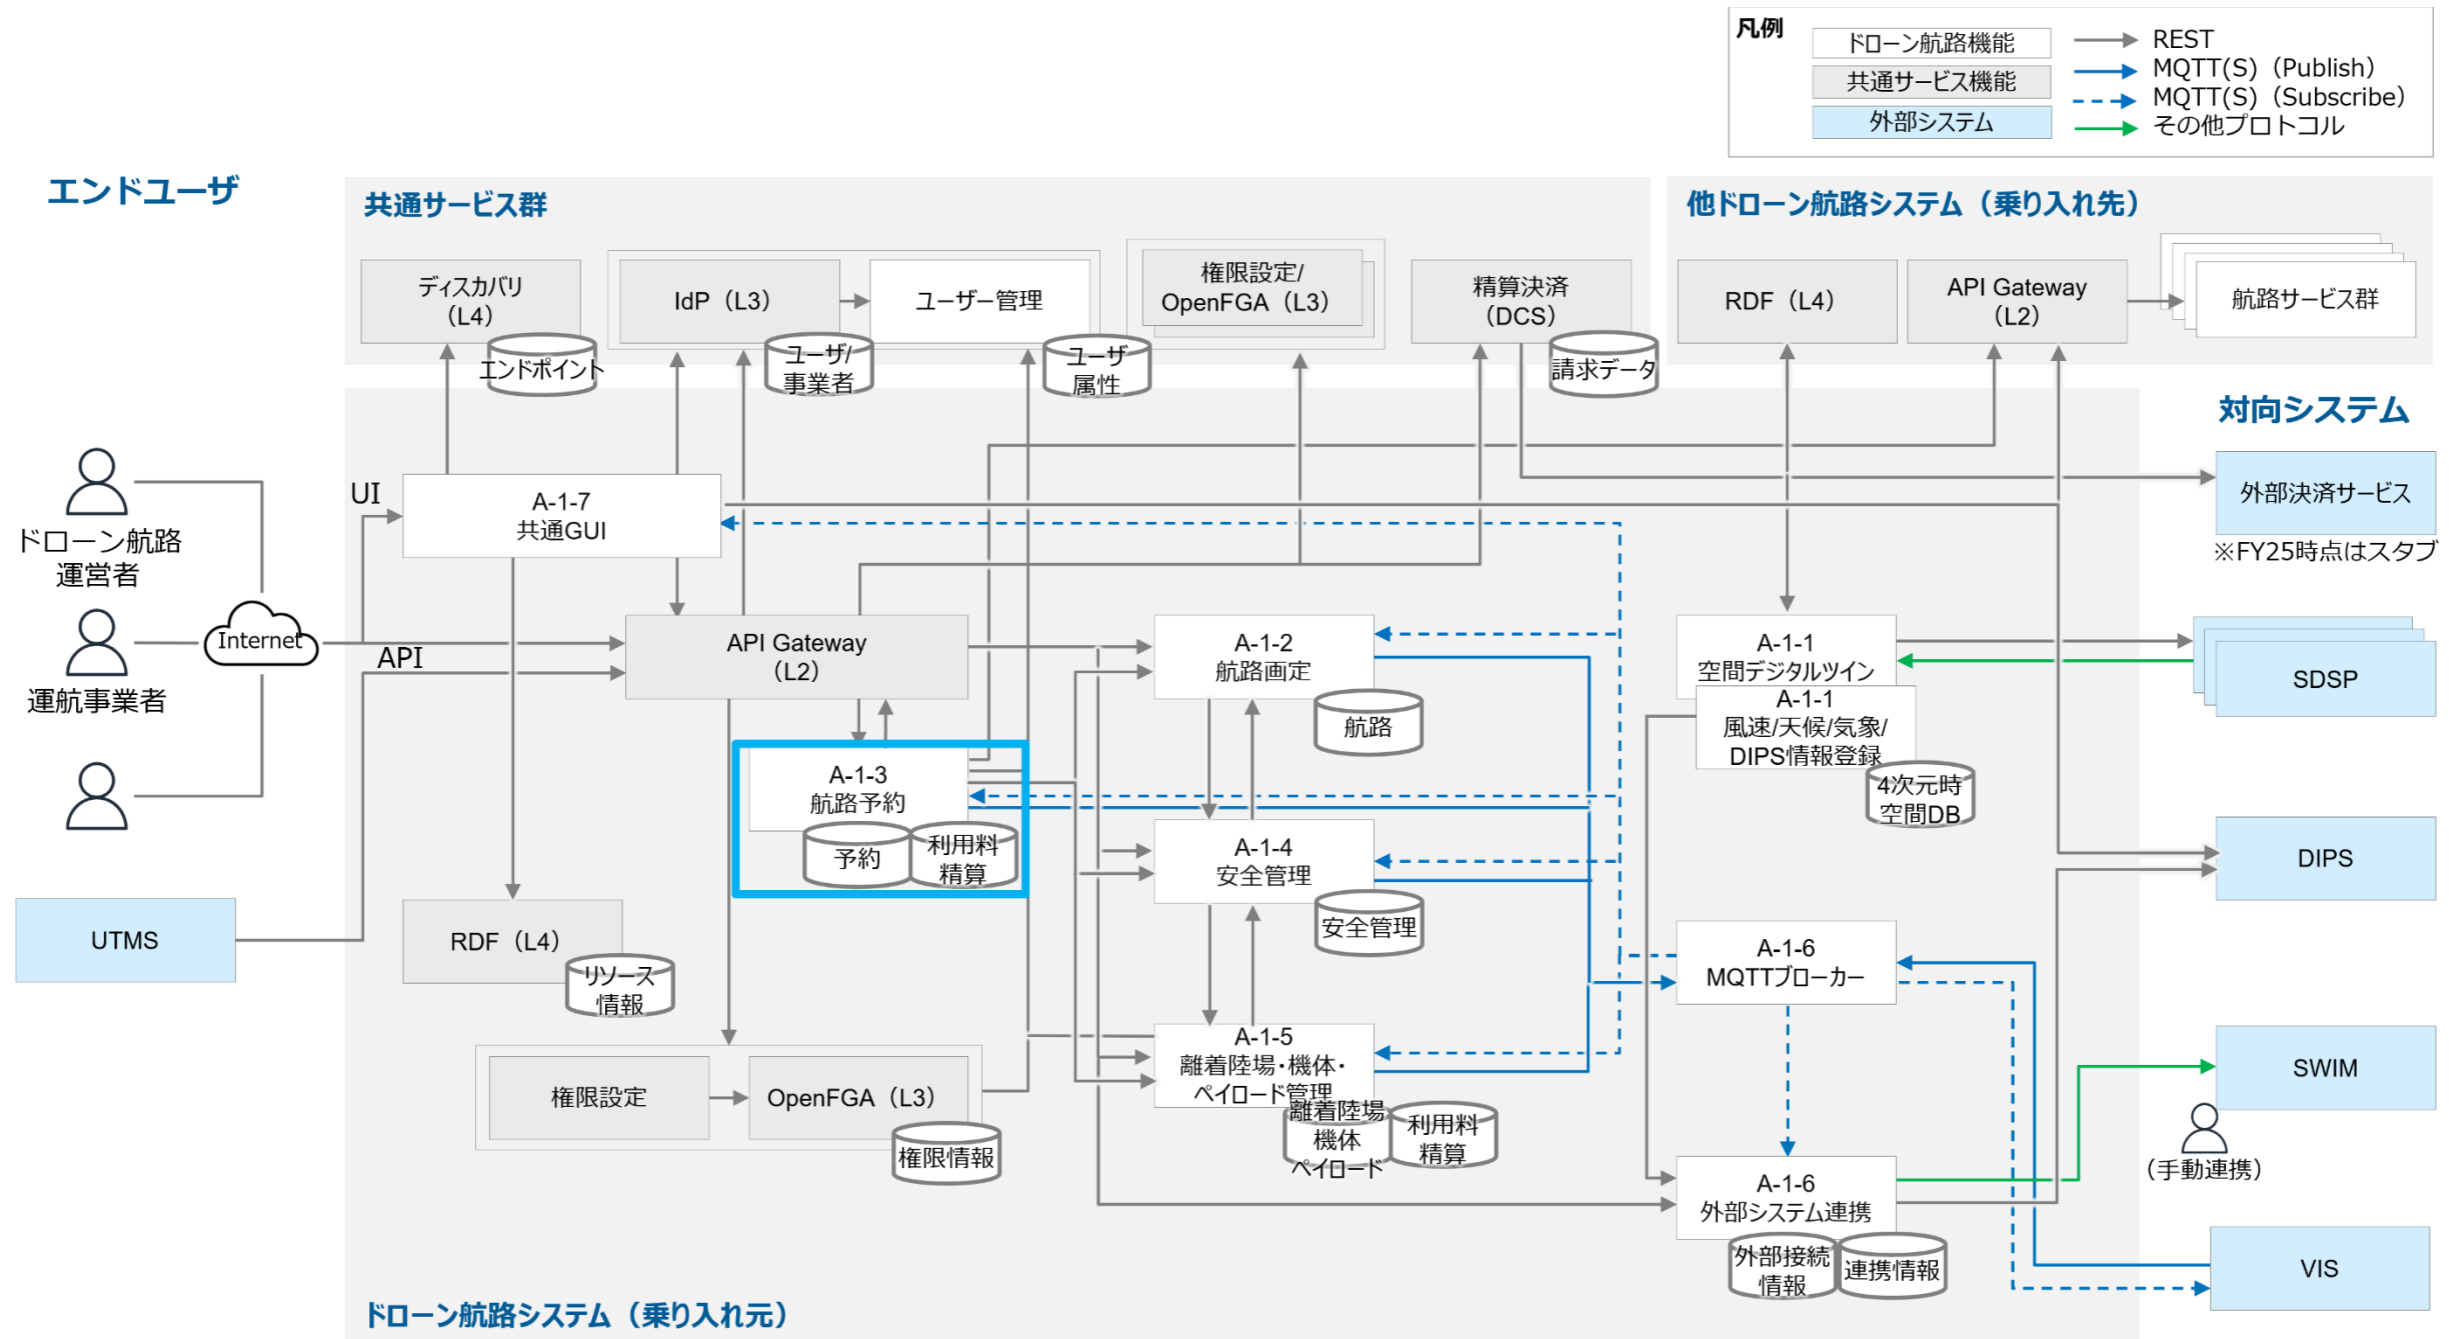 凡例
ドローン航路機能
共通サービス機能
外部システム
REST
MQTT(S)（Publish）
MQTT(S)（Subscribe）
その他プロトコル
エンドユーザ
共通サービス群
他ドローン航路システム（乗り入れ先）
ディスカバリ
（L4）
エンドポイント
IdP（L3）
ユーザー管理
ユーザ/
事業者
ユーザ
属性
権限設定/
OpenFGA（L3）
精算決済
（DCS）
請求データ
RDF（L4）
API Gateway
（L2）
航路サービス群
対向システム
外部決済サービス
※FY25時点はスタブ
ドローン航路
運営者
UI
A-1-7
共通GUI
Internet
API
運航事業者
API Gateway
（L2）
A-1-2
航路画定
航路
A-1-1
空間デジタルツイン
A-1-1
風速/天候/気象/
DIPS情報登録
4次元時
空間DB
SDSP
A-1-3
航路予約
予約
利用料
精算
A-1-4
安全管理
安全管理
DIPS
UTMS
RDF（L4）
リソース
情報
A-1-6
MQTTブローカー
A-1-5
離着陸場・機体・
ペイロード管理
離着陸場
機体
ペイロード
利用料
精算
権限設定
OpenFGA（L3）
権限情報
SWIM
（手動連携）
A-1-6
外部システム連携
外部接続
情報
連携情報
VIS
ドローン航路システム（乗り入れ元）